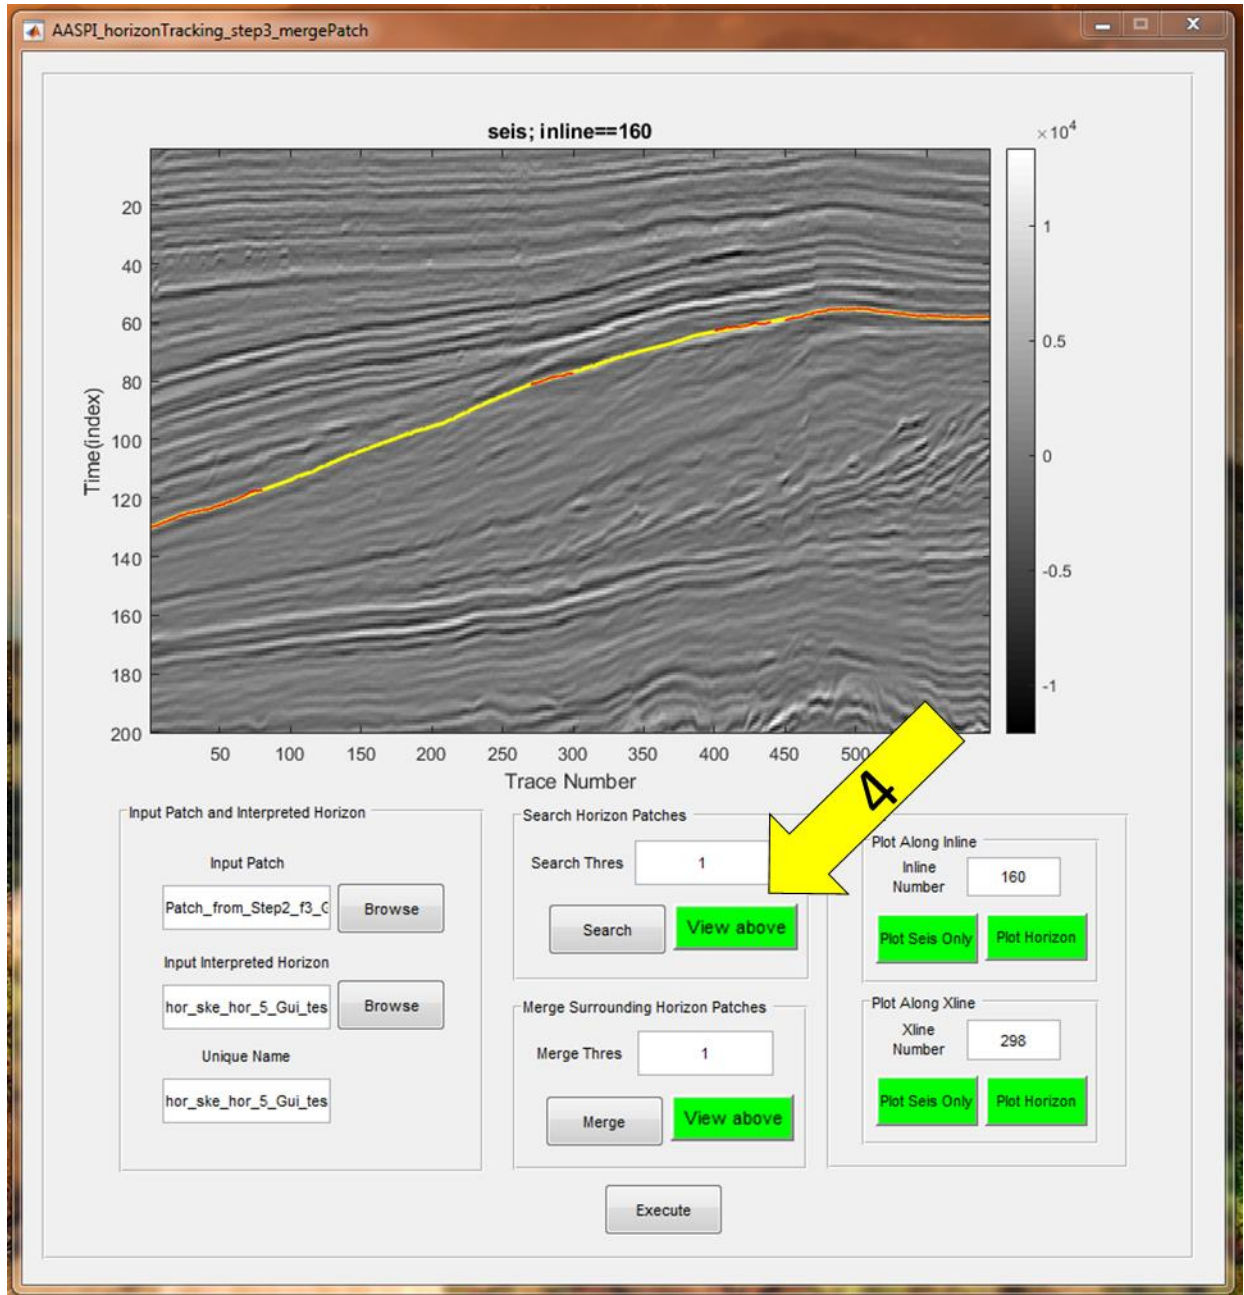 AASPI_horizonTracking_step3_mergePatch
seis; inline==160
×10^4
20
40
60
80
100
120
140
160
180
200
Time(index)
50 100 150 200 250 300 350 400 450 500
Trace Number
1
0.5
0
-0.5
-1
4
Input Patch and Interpreted Horizon
Input Patch
Patch_from_Step2_f3_G
Browse
Input Interpreted Horizon
hor_ske_hor_5_Gui_tes
Browse
Unique Name
hor_ske_hor_5_Gui_tes
Search Horizon Patches
Search Thres 1
Search View above
Merge Surrounding Horizon Patches
Merge Thres 1
Merge View above
Plot Along Inline
Inline
Number
160
Plot Seis Only Plot Horizon
Plot Along Xline
Xline
Number
298
Plot Seis Only Plot Horizon
Execute